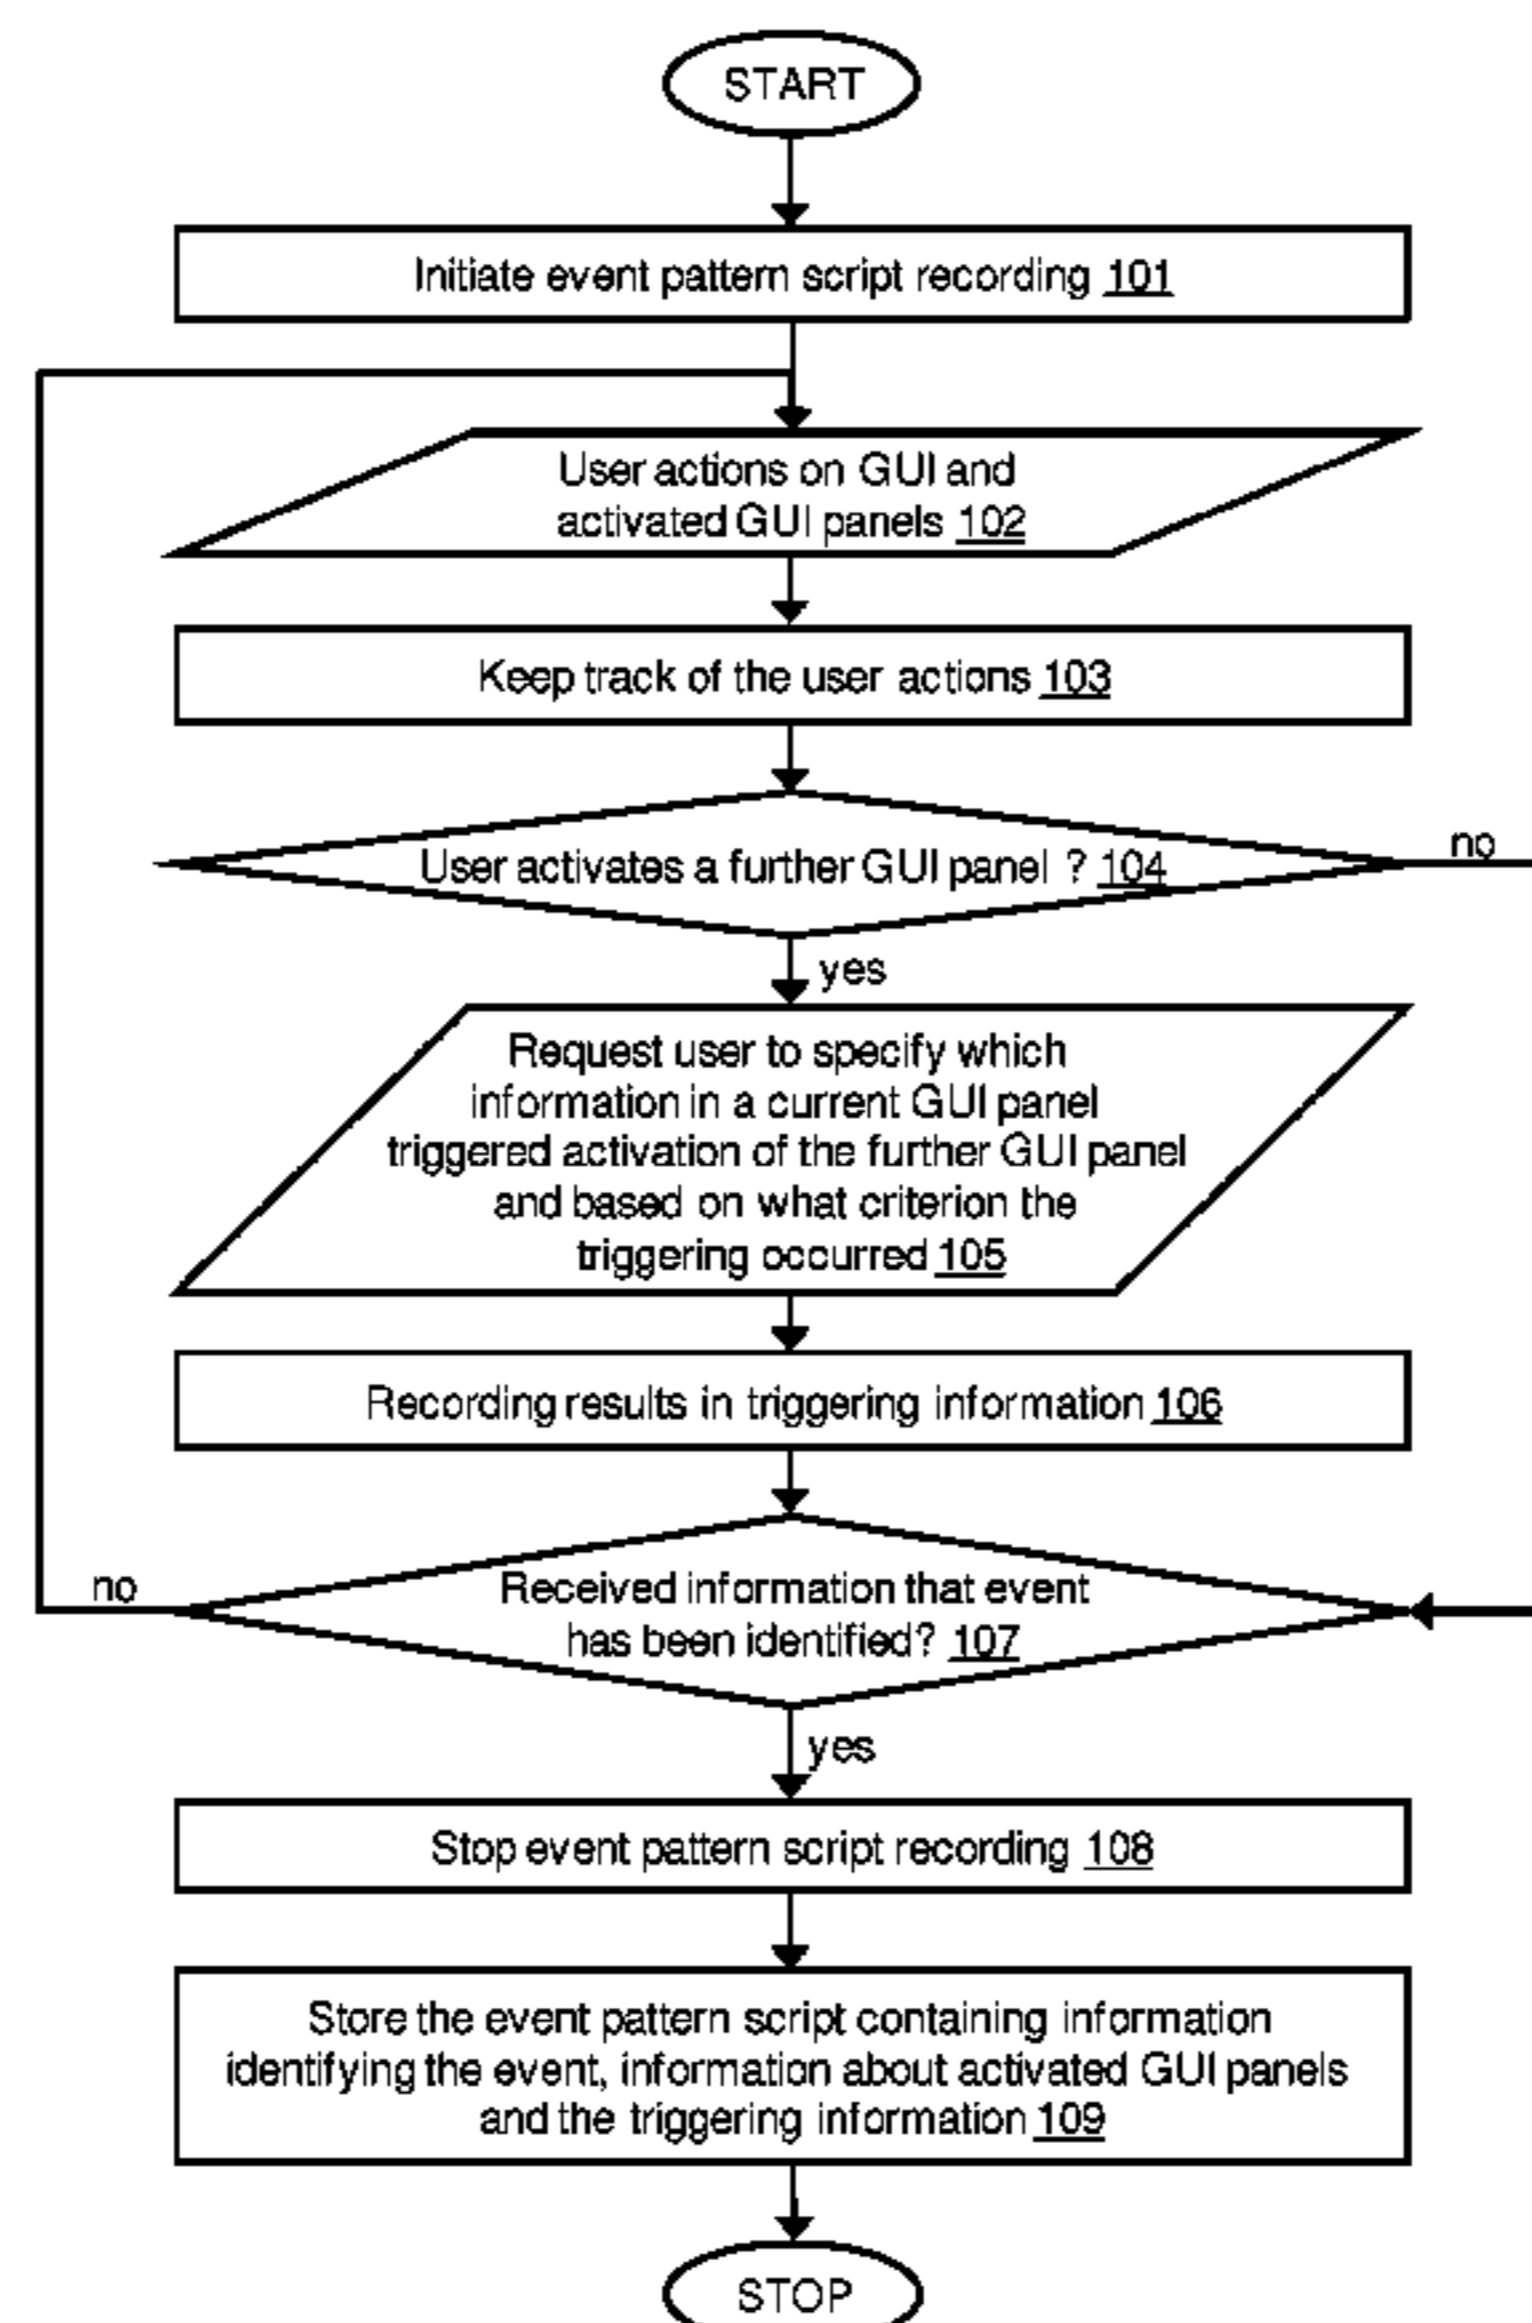 START
Initiate event pattern script recording 101
User actions on GUI and
activated GUI panels 102
Keep track of the user actions 103
User activates a further GUI panel ? 104
no
yes
Request user to specify which
information in a current GUI panel
triggered activation of the further GUI panel
and based on what criterion the
triggering occurred 105
Recording results in triggering information 106
no
Received information that event
has been identified? 107
yes
Stop event pattern script recording 108
Store the event pattern script containing information
identifying the event, information about activated GUI panels
and the triggering information 109
STOP